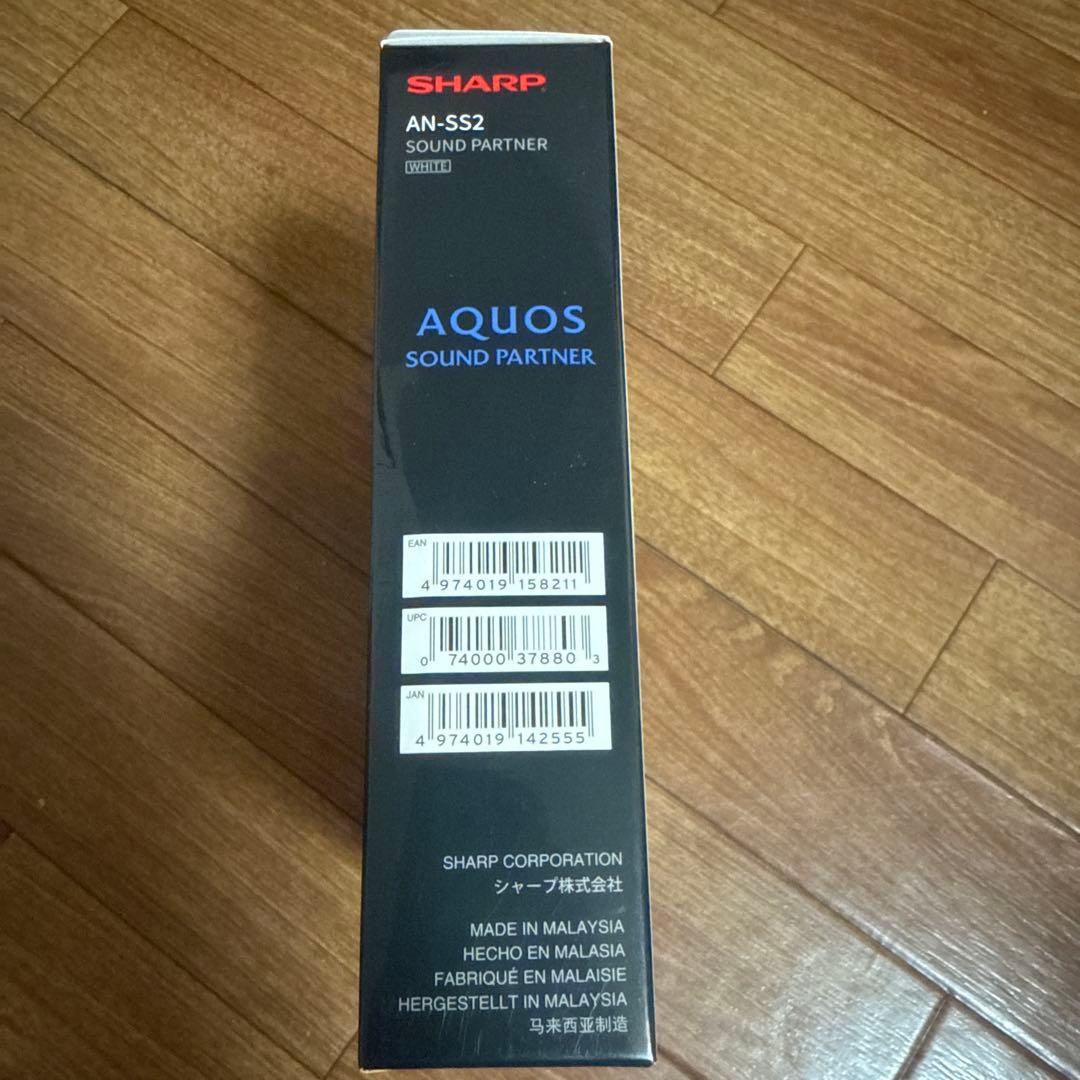 SHARP
AN-SS2
SOUND PARTNER
WHITE
AQUOS
SOUND PARTNER
EAN
4 974019 158211
UPC
0 74000 37880 3
JAN
4 974019 142555
SHARP CORPORATION
シャープ株式会社
MADE IN MALAYSIA
HECHO EN MALASIA
FABRIQUÉ EN MALAISIE
HERGESTELLT IN MALAYSIA
马来西亚制造